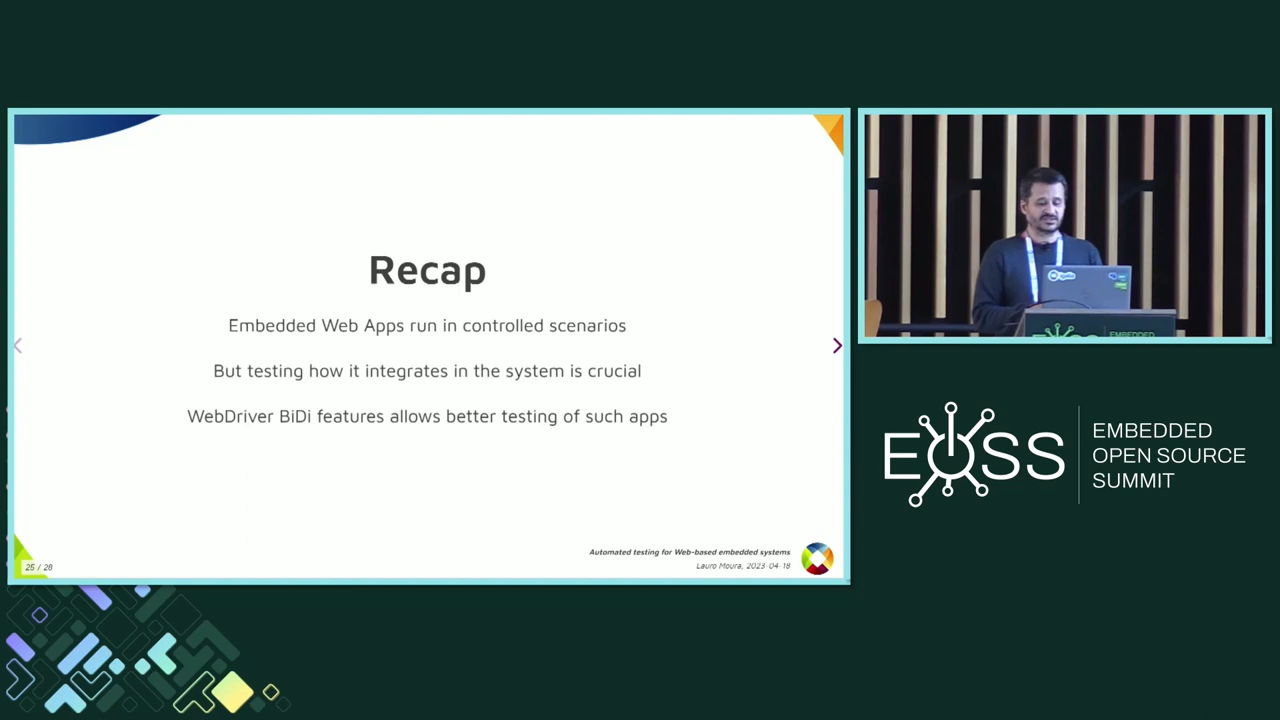 Recap
Embedded Web Apps run in controlled scenarios
But testing how it integrates in the system is crucial
WebDriver BiDi features allows better testing of such apps
Automated testing for Web-based embedded systems
Lauro Moura, 2023-04-18
25 / 28
EMBEDDED
EOSS
EMBEDDED
OPEN SOURCE
SUMMIT